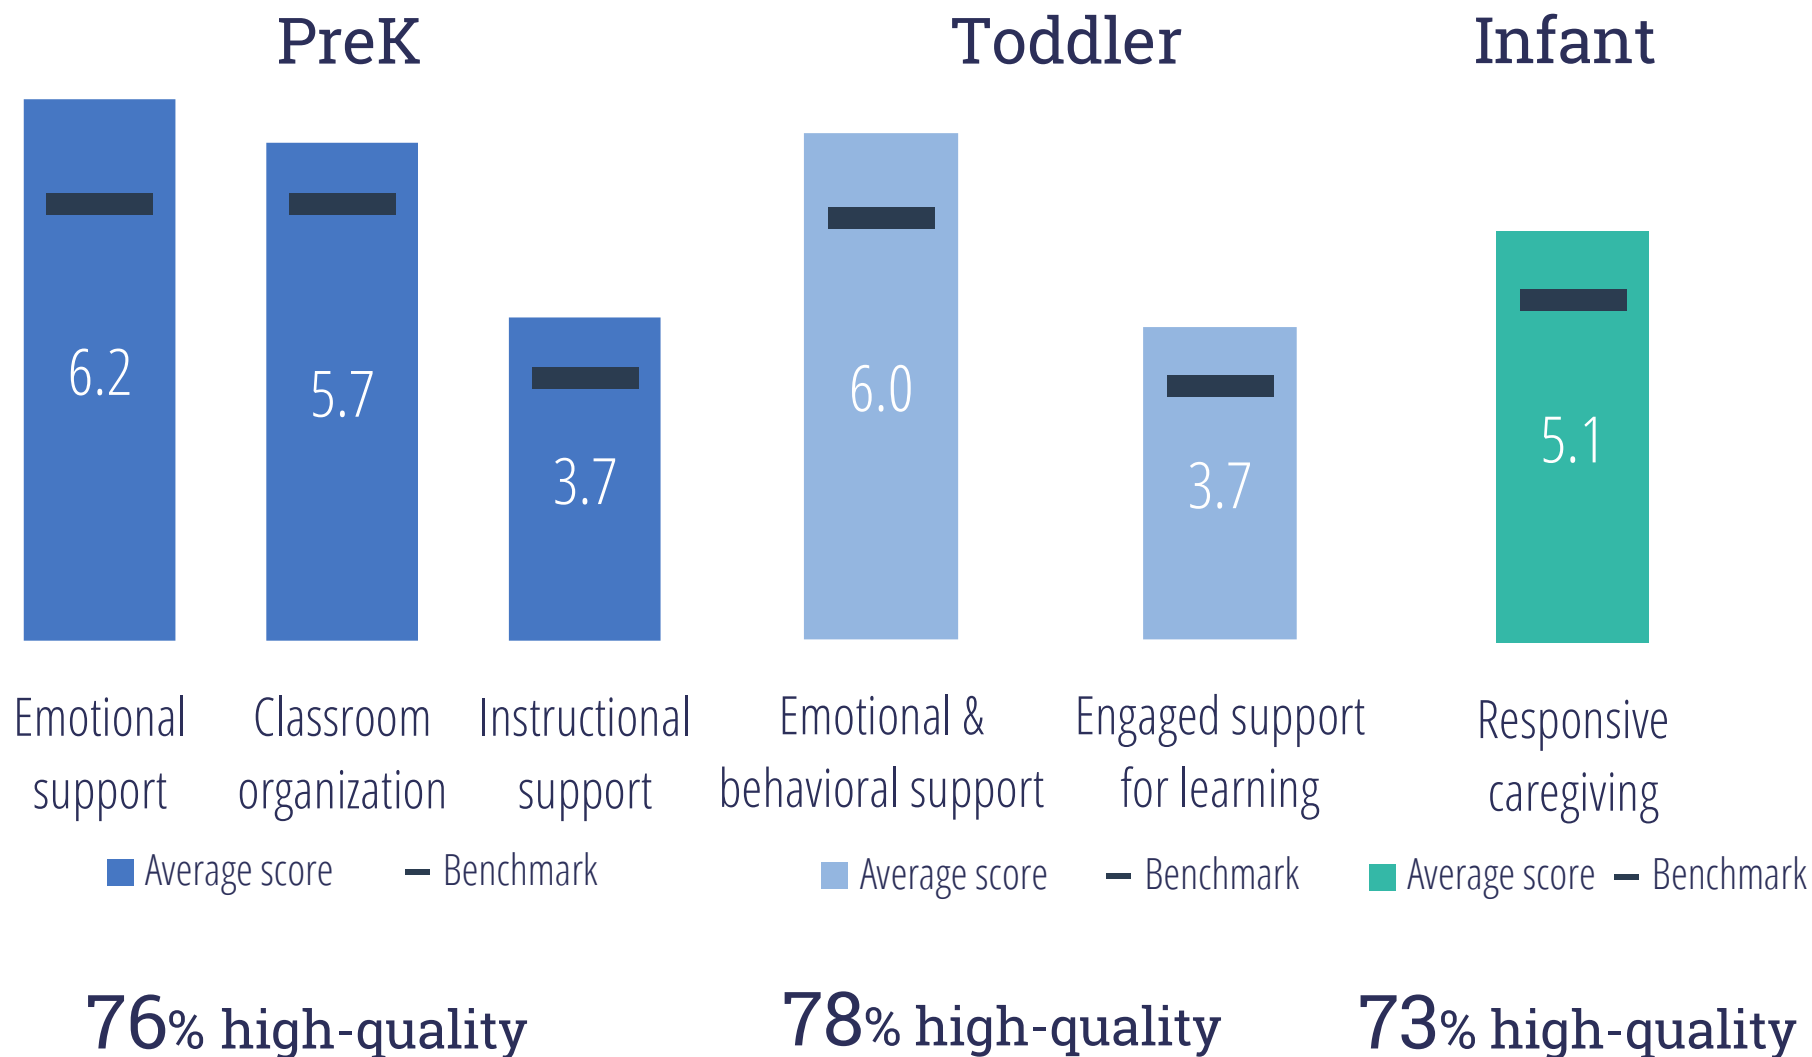 PreK
6.2
5.7
3.7
Emotional
support
Classroom
organization
Instructional
support
Average score
Benchmark
76% high-quality
Toddler
6.0
3.7
Emotional &
behavioral support
Engaged support
for learning
Average score
Benchmark
78% high-quality
Infant
5.1
Responsive
caregiving
Average score
Benchmark
73% high-quality